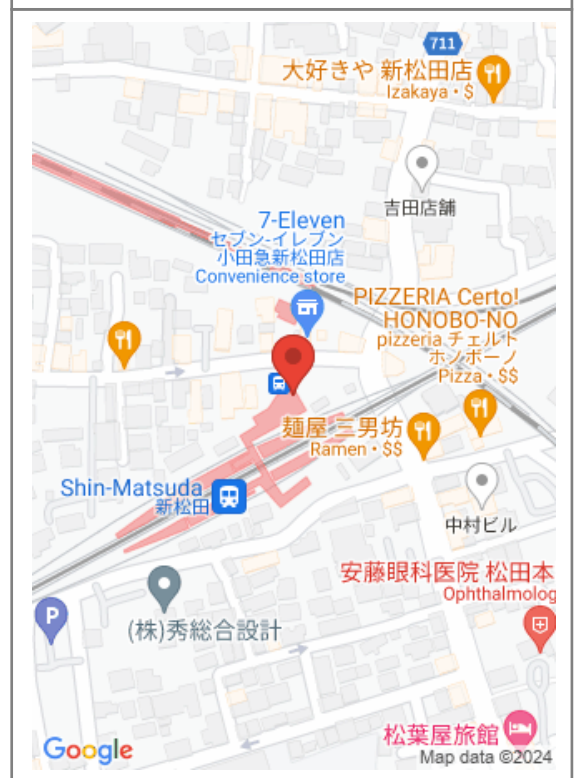 711
大好きや 新松田店
Izakaya • $
吉田店舗
7-Eleven
セブン-イレブン
小田急新松田店
Convenience store
PIZZERIA Certo!
HONOBO-NO
pizzeria チェルト
ホンボーノ
Pizza • $$
麺屋 三男坊
Ramen • $$
Shin-Matsuda
新松田
中村ビル
安藤眼科医院 松田本
Ophthalmolog
P
(株)秀総合設計
松葉屋旅館
Google
Map data ©2024